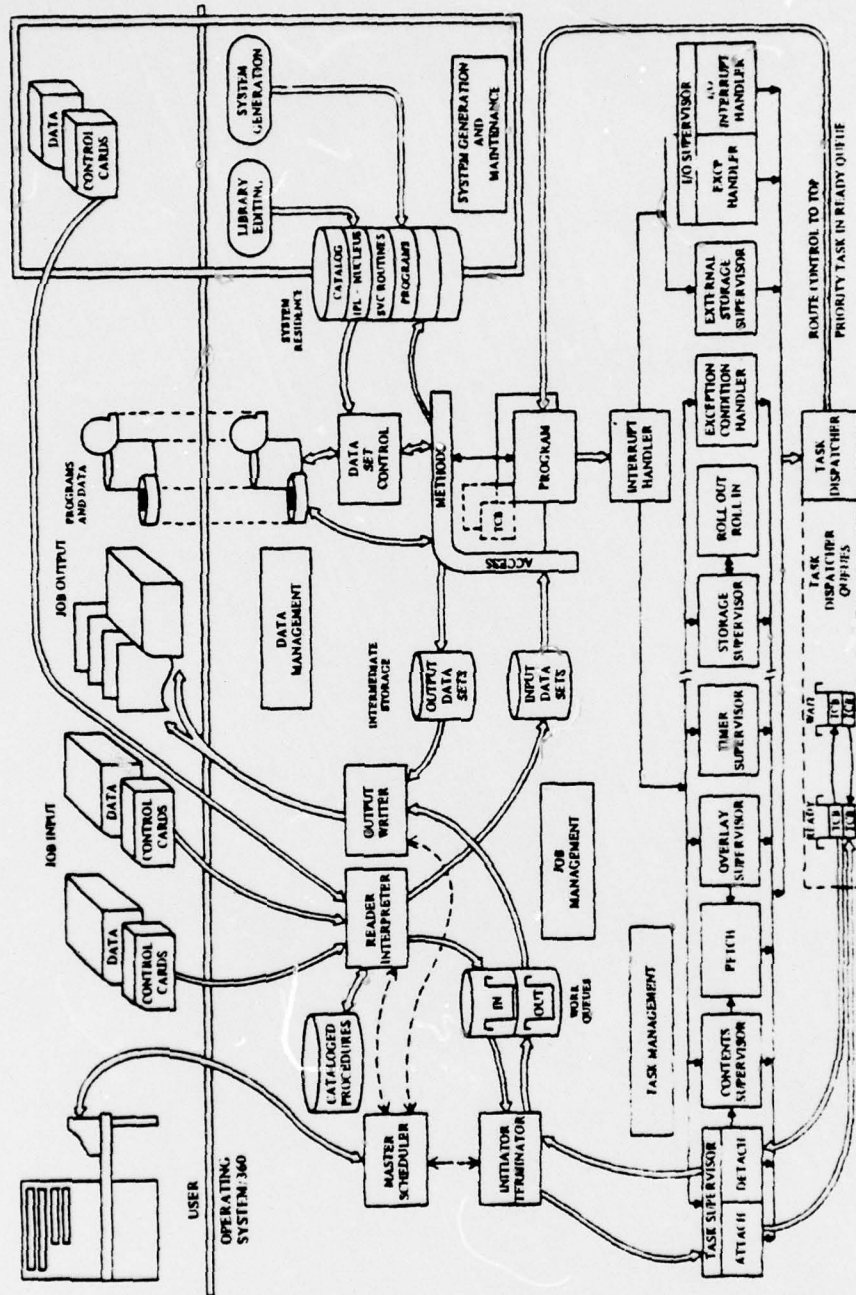 JOB INPUT
DATA
CONTROL
CARDS
DATA
CONTROL
CARDS
JOB OUTPUT
PROGRAMS
AND DATA
DATA
CONTROL
CARDS
USER
OPERATING
SYSTEM/360
LIBRARY
EDITING
SYSTEM
GENERATION
SYSTEM GENERATION
AND
MAINTENANCE
SYSTEM
RESIDENCE
CATALOG
IPL - NUCLEUS
SVC ROUTINES
PROGRAMS
DATA
MANAGEMENT
DATA
SET
CONTROL
CATALOGED
PROCEDURES
READER
INTERPRETER
OUTPUT
WRITER
INTERMEDIATE
STORAGE
OUTPUT
DATA
SETS
INPUT
DATA
SETS
ACCESS
METHODS
MASTER
SCHEDULER
IN
OUT
WORK
QUEUES
JOB
MANAGEMENT
INITIATOR
TERMINATOR
TCB
PROGRAM
INTERRUPT
HANDLER
TASK MANAGEMENT
TASK SUPERVISOR
ATTACH
DETACH
CONTENTS
SUPERVISOR
FETCH
OVERLAY
SUPERVISOR
TIMER
SUPERVISOR
STORAGE
SUPERVISOR
ROLL OUT
ROLL IN
EXCEPTION
CONDITION
HANDLER
EXTERNAL
STORAGE
SUPERVISOR
I/O SUPERVISOR
EXCP
HANDLER
I/O
INTERRUPT
HANDLER
READY
TCB
TCB
WAIT
TCB
TCB
TASK
DISPATCHER
QUEUES
TASK
DISPATCHER
ROUTE CONTROL TO TOP
PRIORITY TASK IN READY QUEUE